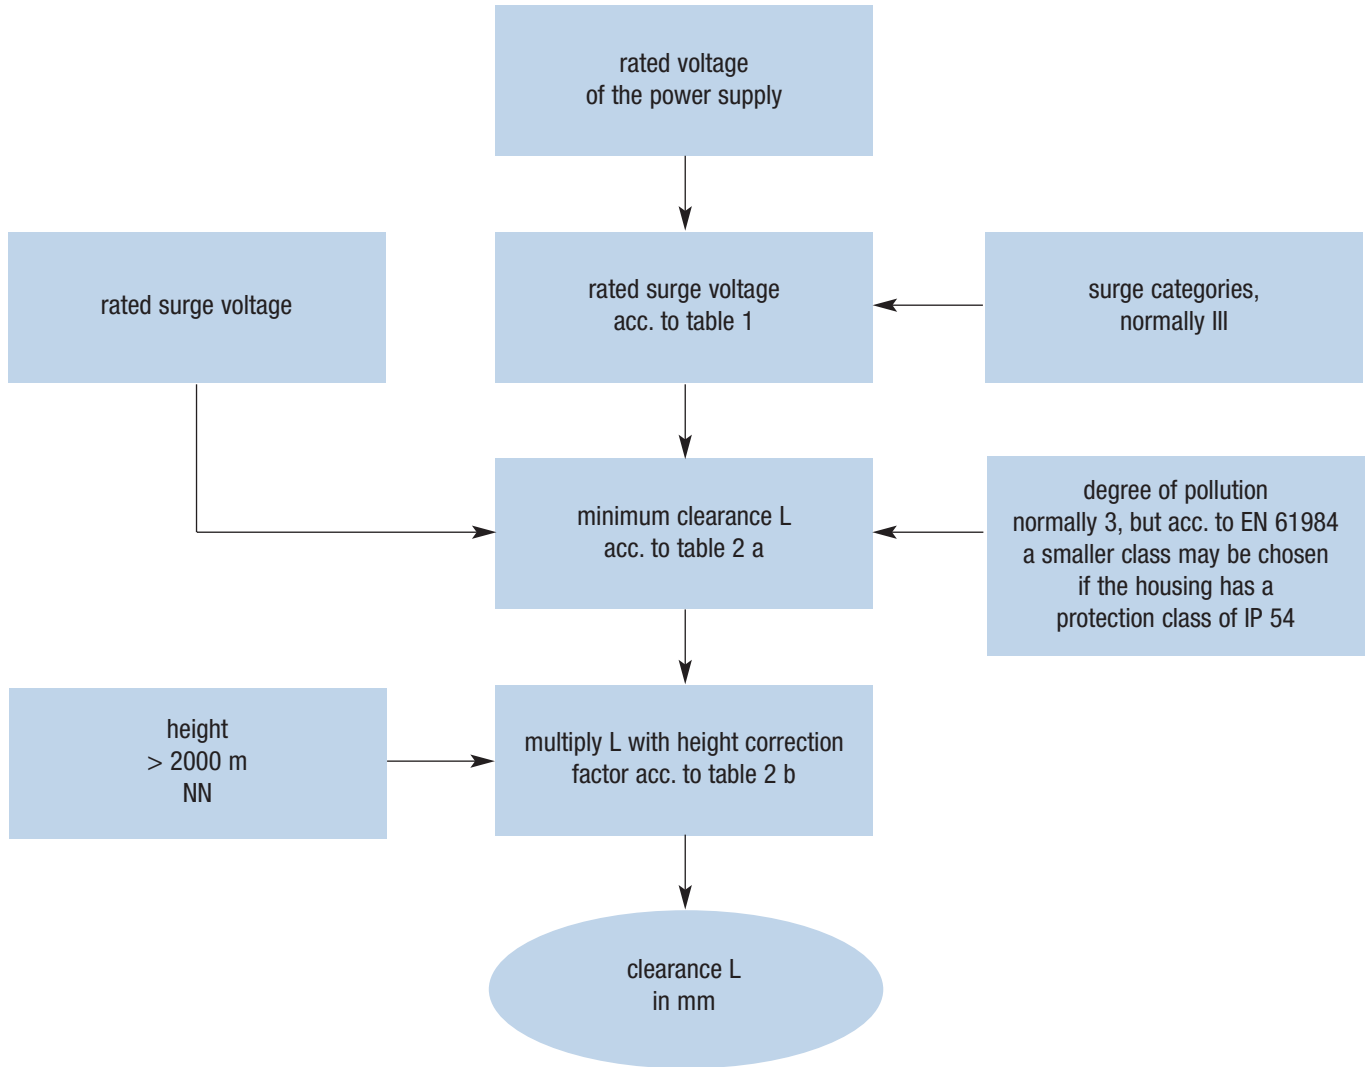 rated voltage
of the power supply
rated surge voltage
rated surge voltage
acc. to table 1
surge categories,
normally III
minimum clearance L
acc. to table 2 a
degree of pollution
normally 3, but acc. to EN 61984
a smaller class may be chosen
if the housing has a
protection class of IP 54
height
> 2000 m
NN
multiply L with height correction
factor acc. to table 2 b
clearance L
in mm